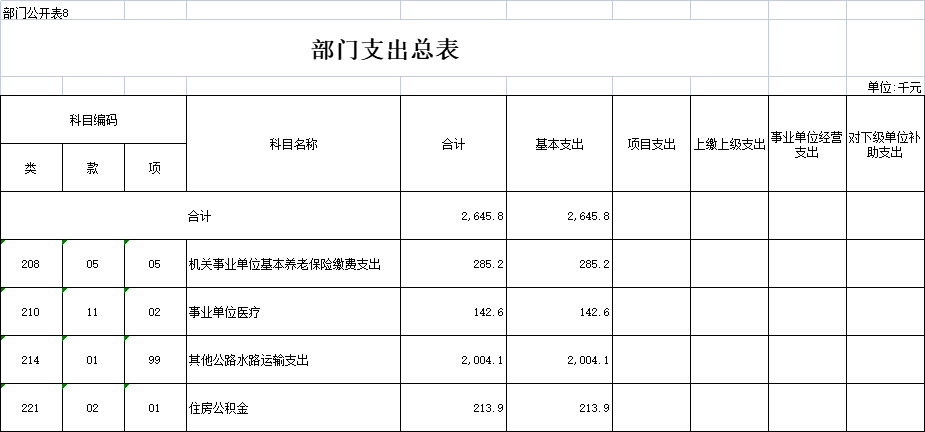 部门公开表8
部门支出总表
单位:千元
科目编码 科目名称 合计 基本支出 项目支出 上缴上级支出 事业单位经营支出 对下级单位补助支出
类 款 项
合计 2,645.8 2,645.8
208 05 05 机关事业单位基本养老保险缴费支出 285.2 285.2
210 11 02 事业单位医疗 142.6 142.6
214 01 99 其他公路水路运输支出 2,004.1 2,004.1
221 02 01 住房公积金 213.9 213.9